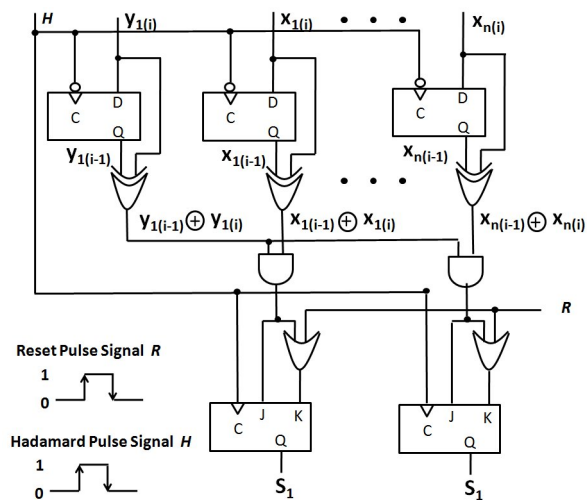 H y1(i) x1(i) • • • xn(i)
C D C D C D
Q Q Q
y1(i-1) x1(i-1) xn(i-1)
• • •
y1(i-1) ⊕ y1(i) x1(i-1) ⊕ x1(i) xn(i-1) ⊕ xn(i)
R
Reset Pulse Signal R
1
0
J K J K
C C
Q Q
Hadamard Pulse Signal H
1
0
S1 S1